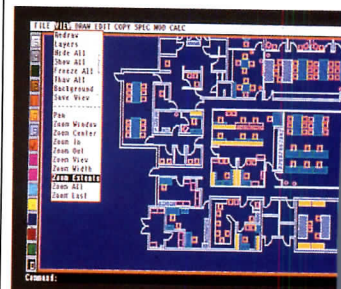 FILE VIEW DRAW EDIT COPY SPEC MOD CALC
Redraw
Layers
Hide All
Show All
Freeze All
Thaw All
Background
Save View
Pan
Zoom Window
Zoom Center
Zoom In
Zoom Out
Zoom View
Zoom Width
Zoom Extents
Zoom All
Zoom Last
Command: